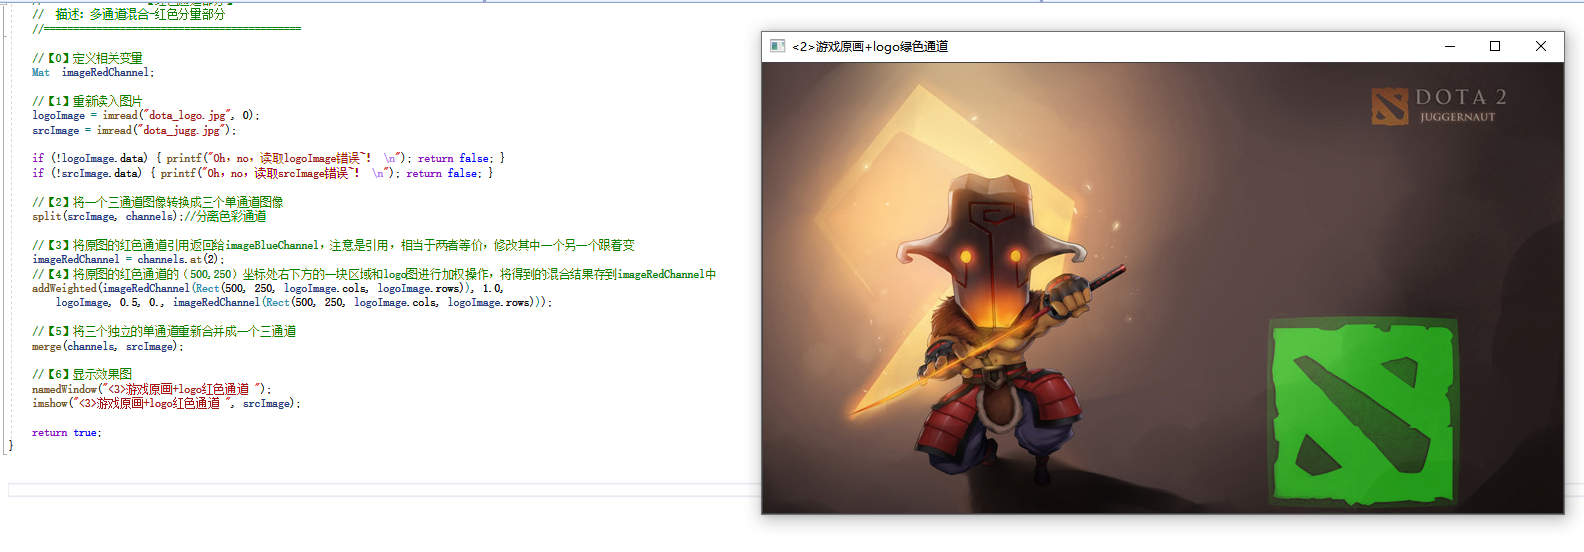 //  描述：多通道混合-红色分量部分
//============================================
//【0】定义相关变量
Mat  imageRedChannel;
//【1】重新读入图片
logoImage = imread("dota_logo.jpg", 0);
srcImage = imread("dota_jugg.jpg");
if (!logoImage.data) { printf("Oh，no，读取logoImage错误~！ \n"); return false; }
if (!srcImage.data) { printf("Oh，no，读取srcImage错误~！ \n"); return false; }
//【2】将一个三通道图像转换成三个单通道图像
split(srcImage, channels);//分离色彩通道
//【3】将原图的红色通道引用返回给imageBlueChannel，注意是引用，相当于两者等价，修改其中一个另一个跟着变
imageRedChannel = channels.at(2);
//【4】将原图的红色通道的（500,250）坐标处右下方的一块区域和logo图进行加权操作，将得到的混合结果存到imageRedChannel中
addWeighted(imageRedChannel(Rect(500, 250, logoImage.cols, logoImage.rows)), 1.0,
logoImage, 0.5, 0., imageRedChannel(Rect(500, 250, logoImage.cols, logoImage.rows)));
//【5】将三个独立的单通道重新合并成一个三通道
merge(channels, srcImage);
//【6】显示效果图
namedWindow("<3>游戏原画+logo红色通道 ");
imshow("<3>游戏原画+logo红色通道 ", srcImage);
return true;
}
<2>游戏原画+logo绿色通道
DOTA 2
JUGGERNAUT